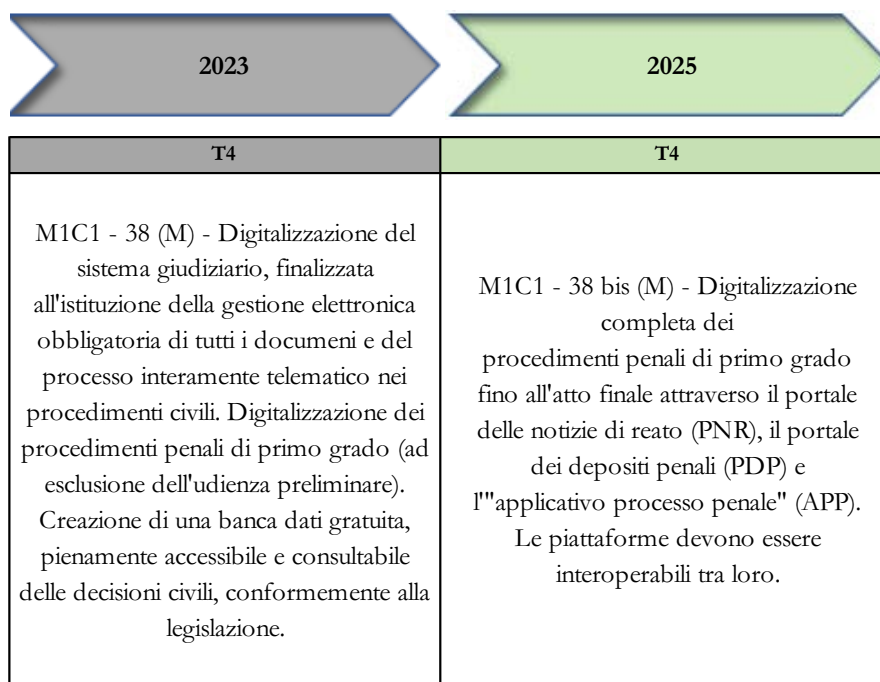 2023
2025
T4
T4
M1C1 - 38 (M) - Digitalizzazione del
sistema giudiziario, finalizzata
all'istituzione della gestione elettronica
obbligatoria di tutti i documeni e del
processo interamente telematico nei
procedimenti civili. Digitalizzazione dei
procedimenti penali di primo grado (ad
esclusione dell'udienza preliminare).
Creazione di una banca dati gratuita,
pienamente accessibile e consultabile
delle decisioni civili, conformemente alla
legislazione.
M1C1 - 38 bis (M) - Digitalizzazione
completa dei
procedimenti penali di primo grado
fino all'atto finale attraverso il portale
delle notizie di reato (PNR), il portale
dei depositi penali (PDP) e
l'"applicativo processo penale" (APP).
Le piattaforme devono essere
interoperabili tra loro.